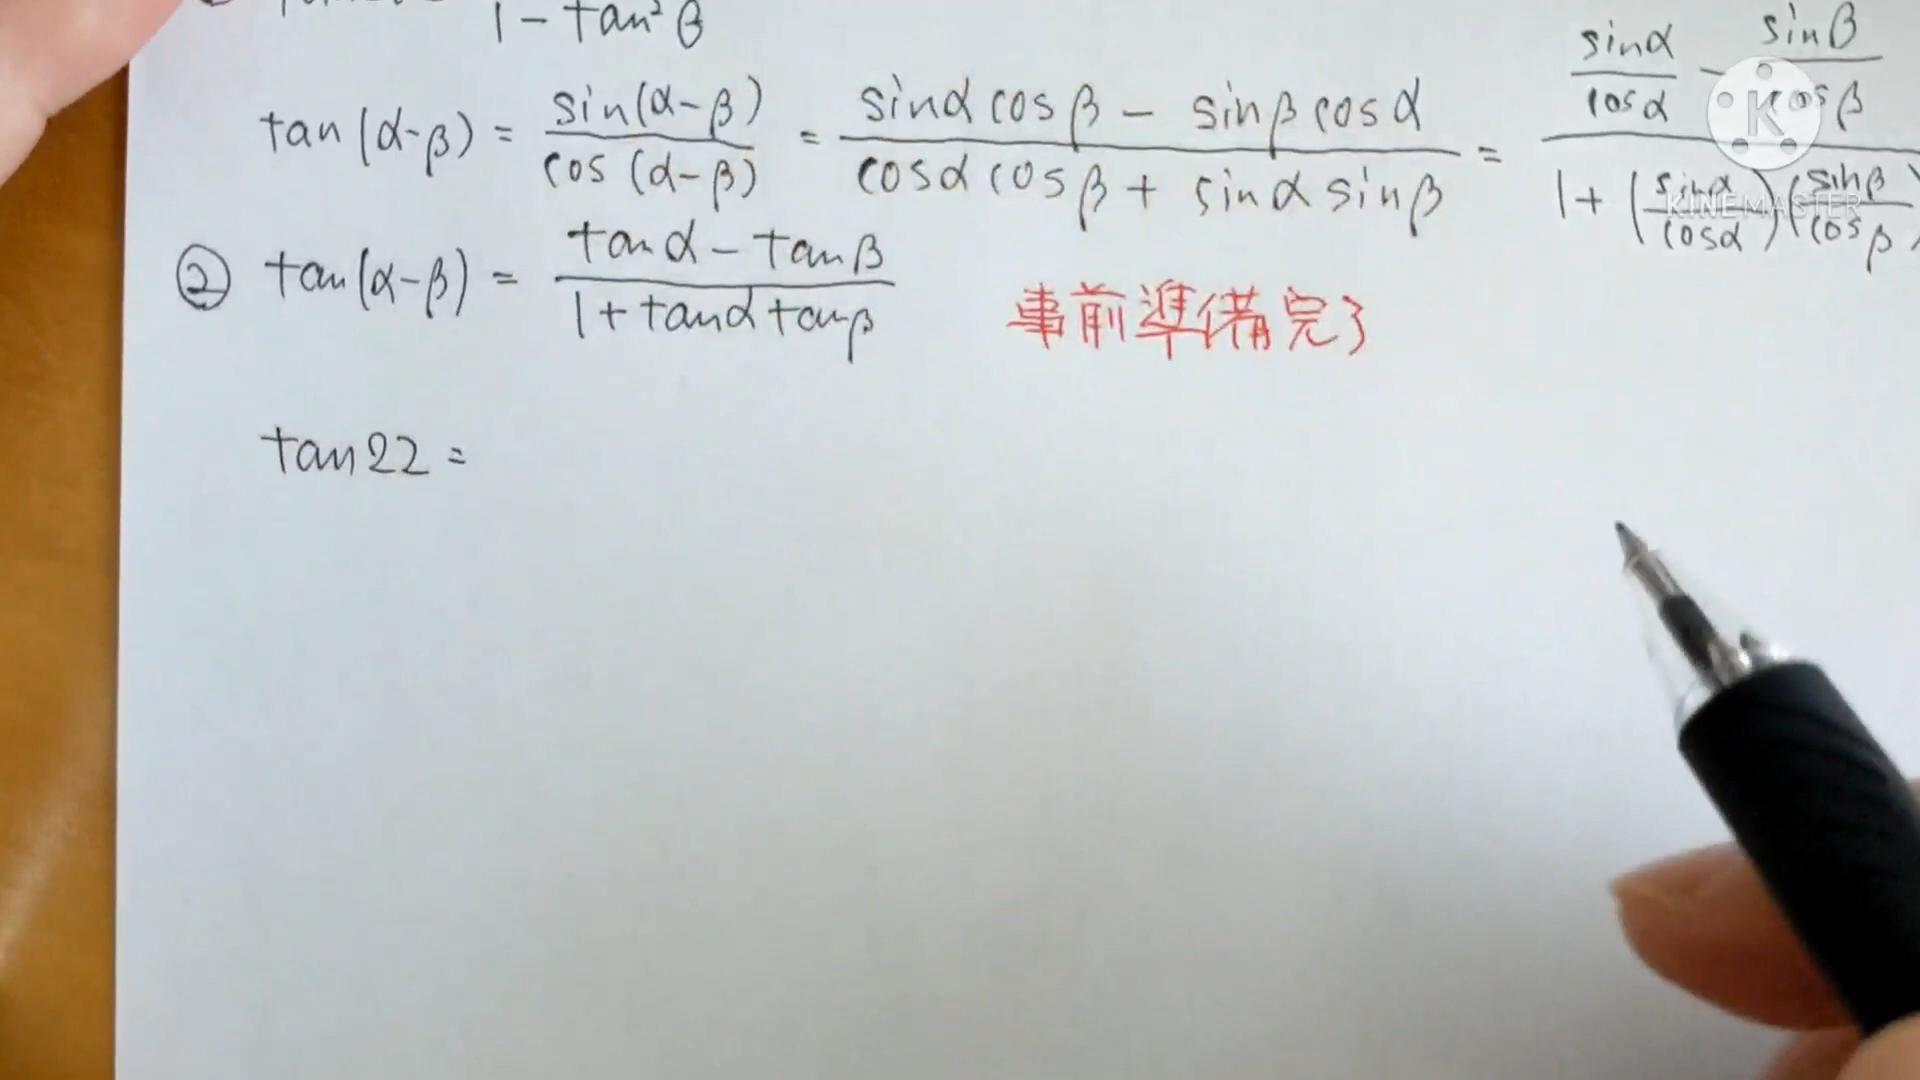 1 - tan² β
tan(α-β) = sin(α-β) / cos(α-β) = sinα cosβ - sinβ cosα / cosα cosβ + sinα sinβ = sinα/cosα - sinβ/cosβ / 1 + (sinα/cosα)(sinβ/cosβ)
K
KINEMASTER
② tan(α-β) = tanα - tanβ / 1 + tanα tanβ
事前準備完了
tan22 =